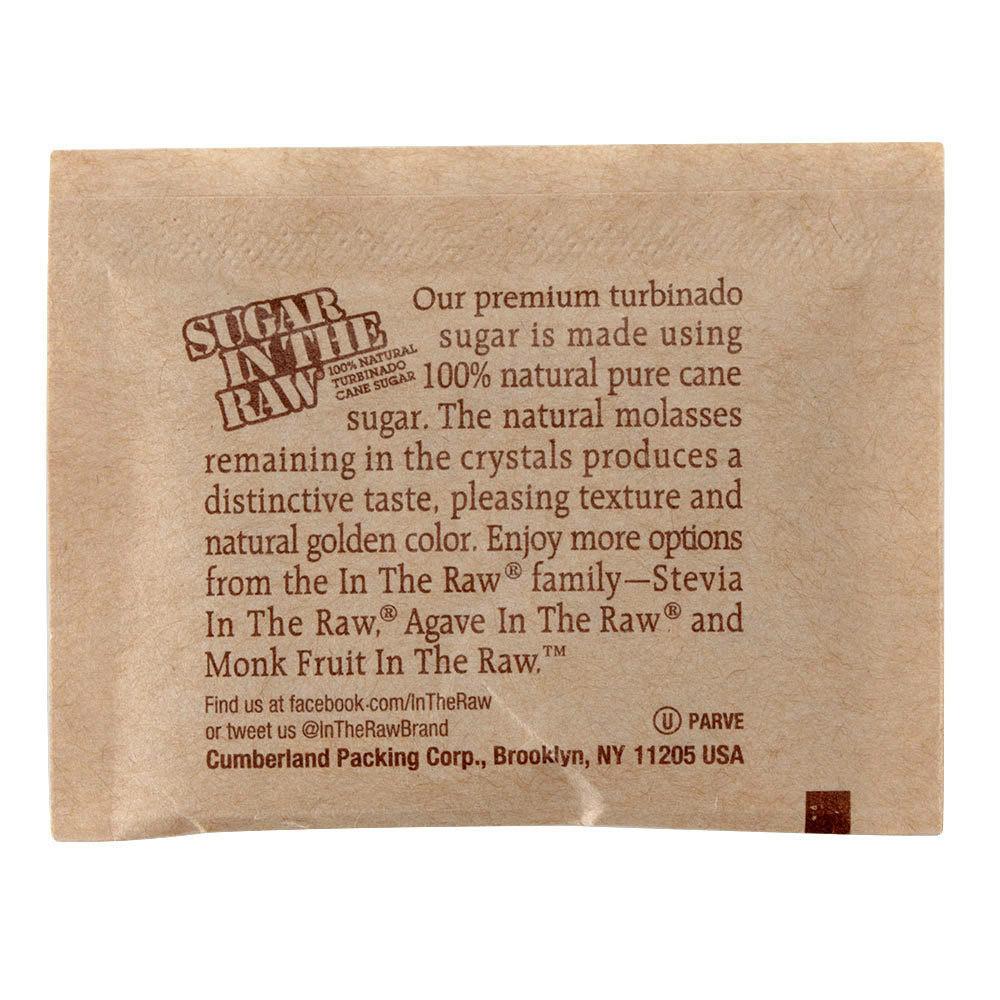 SUGAR
IN THE
RAW®
100% NATURAL
TURBINADO
CANE SUGAR
Our premium turbinado
sugar is made using
100% natural pure cane
sugar. The natural molasses
remaining in the crystals produces a
distinctive taste, pleasing texture and
natural golden color. Enjoy more options
from the In The Raw® family—Stevia
In The Raw,® Agave In The Raw® and
Monk Fruit In The Raw.™
Find us at facebook.com/InTheRaw
or tweet us @InTheRawBrand
U PARVE
Cumberland Packing Corp., Brooklyn, NY 11205 USA